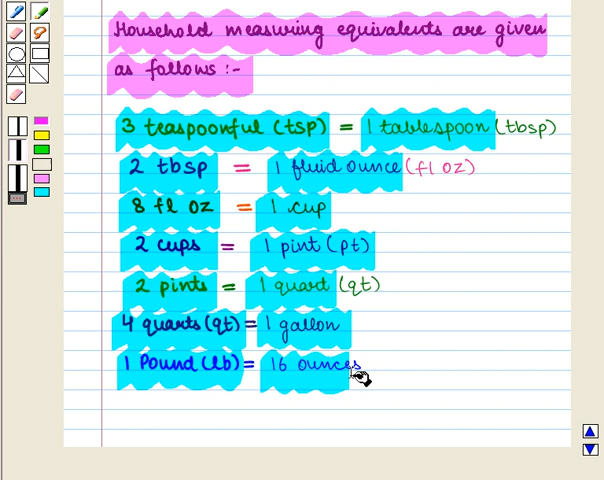 Household measuring equivalents are given
as follows :-
3 teaspoonful (tsp) = 1 tablespoon (tbsp)
2 tbsp = 1 fluid ounce (fl oz)
8 fl oz = 1 cup
2 cups = 1 pint (pt)
2 pints = 1 quart (qt)
4 quarts (qt) = 1 gallon
1 Pound (lb) = 16 ounces